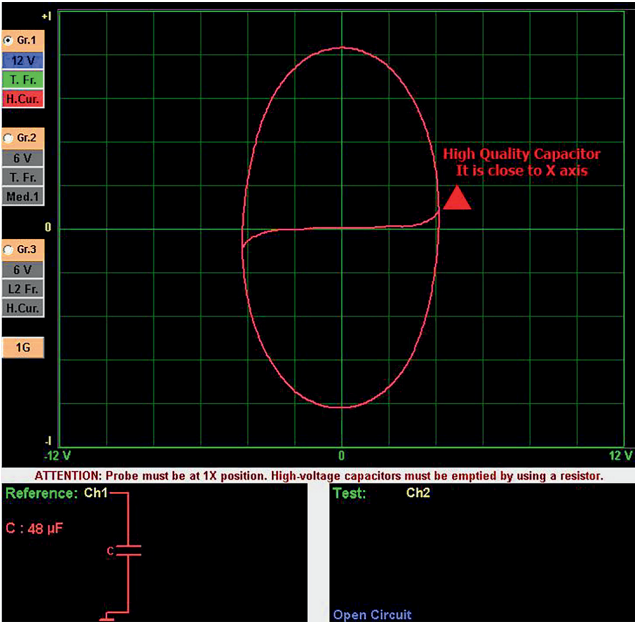 +I
Gr.1
12 V
T. Fr.
H.Cur.
Gr.2
6 V
T. Fr.
Med.1
0
Gr.3
6 V
L2 Fr.
H.Cur.
1G
-I
High Quality Capacitor
It is close to X axis
-12 V
0
12 V
ATTENTION: Probe must be at 1X position. High-voltage capacitors must be emptied by using a resistor.
Reference: Ch1
C : 48 µF
C
Test: Ch2
Open Circuit